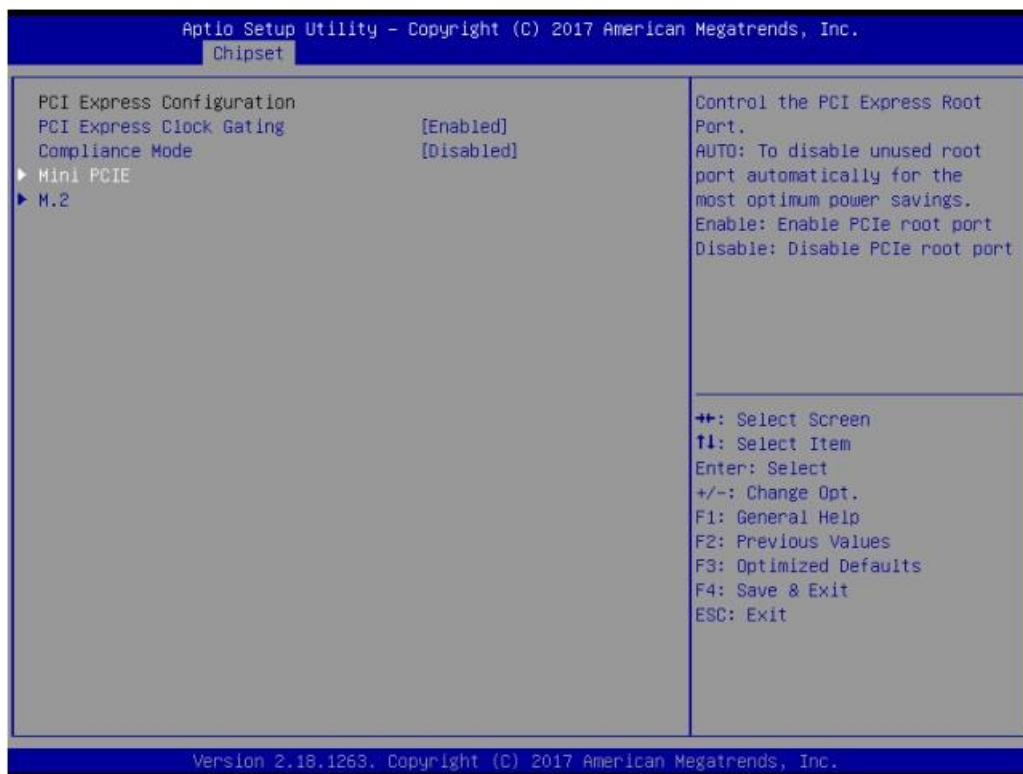 Aptio Setup Utility – Copyright (C) 2017 American Megatrends, Inc.
Chipset
PCI Express Configuration
PCI Express Clock Gating [Enabled]
Compliance Mode [Disabled]
Mini PCIE
M.2
Control the PCI Express Root
Port.
AUTO: To disable unused root
port automatically for the
most optimum power savings.
Enable: Enable PCIe root port
Disable: Disable PCIe root port
→←: Select Screen
↑↓: Select Item
Enter: Select
+/-: Change Opt.
F1: General Help
F2: Previous Values
F3: Optimized Defaults
F4: Save & Exit
ESC: Exit
Version 2.18.1263. Copyright (C) 2017 American Megatrends, Inc.